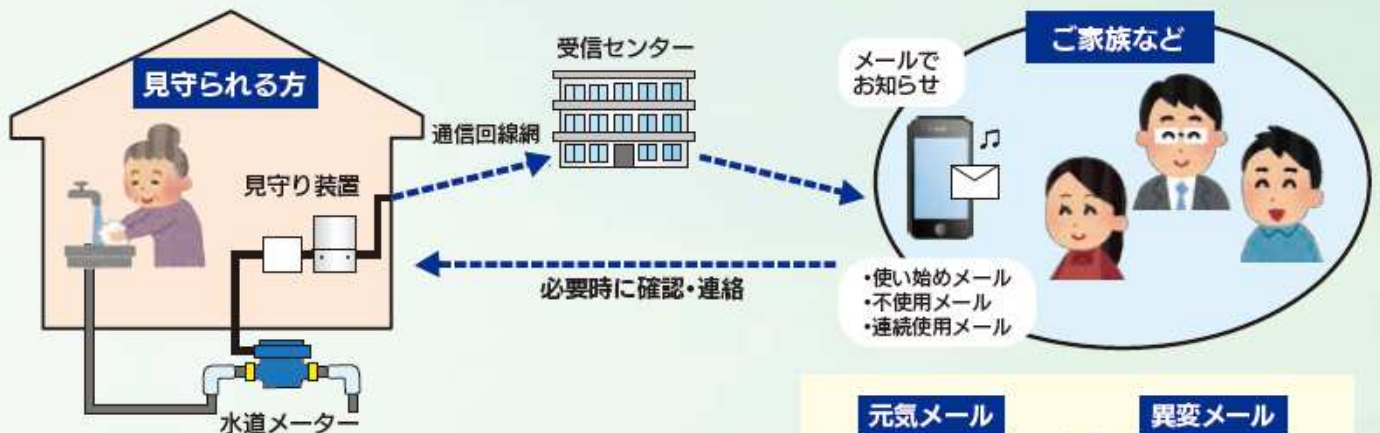 見守られる方
見守り装置
水道メーター
通信回線網
受信センター
必要時に確認・連絡
ご家族など
メールで
お知らせ
・使い始めメール
・不使用メール
・連続使用メール
元気メール
異変メール